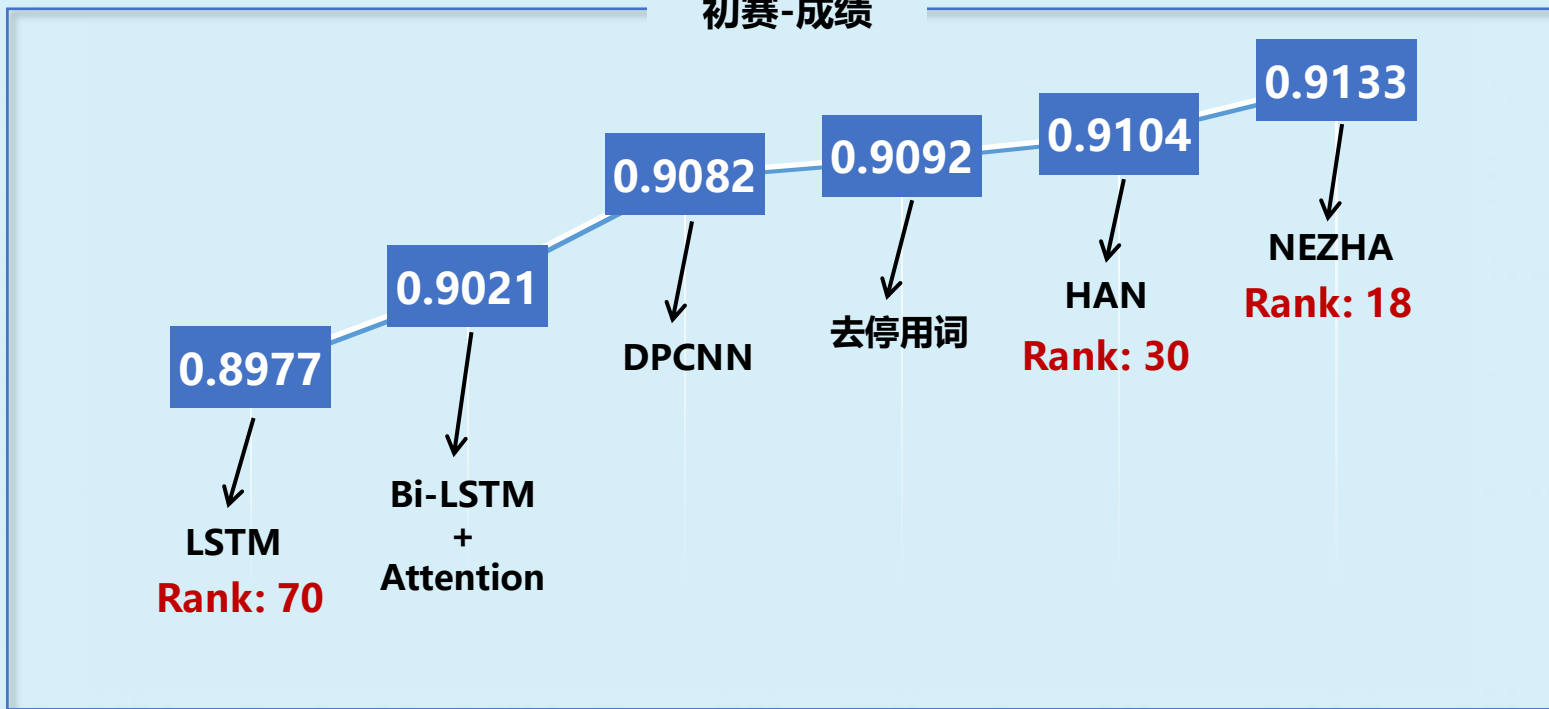 初赛-成绩
0.9133
0.9104
0.9092
0.9082
0.9021
0.8977
NEZHA
Rank: 18
HAN
Rank: 30
去停用词
DPCNN
Bi-LSTM
+
Attention
LSTM
Rank: 70